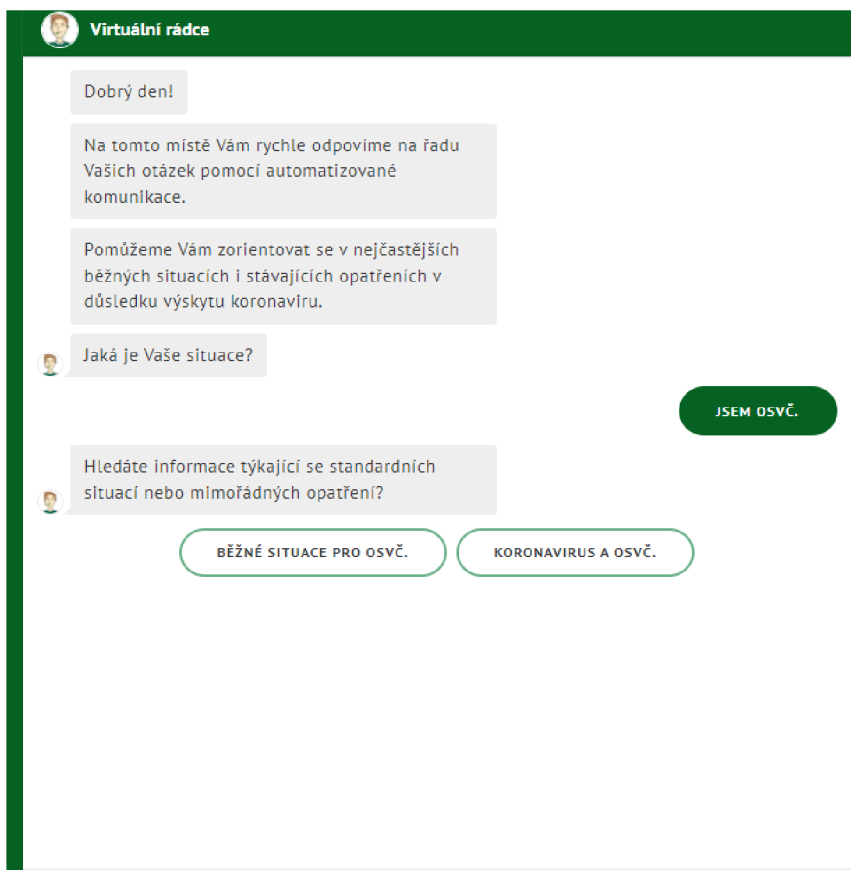 Virtuální rádce
Dobrý den!
Na tomto místě Vám rychle odpovíme na řadu
Vašich otázek pomocí automatizované
komunikace.
Pomůžeme Vám zorientovat se v nejčastějších
běžných situacích i stávajících opatřeních v
důsledku výskytu koronaviru.
Jaká je Vaše situace?
JSEM OSVČ.
Hledáte informace týkající se standardních
situací nebo mimořádných opatření?
BĚŽNÉ SITUACE PRO OSVČ.
KORONAVIRUS A OSVČ.